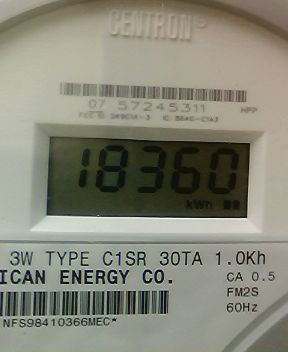 CENTRON®
07 57245311 HPP
18360
kWh
3W TYPE C1SR 30TA 1.0Kh
ICAN ENERGY CO. CA 0.5
FM2S
60Hz
NFS98410366MEC*